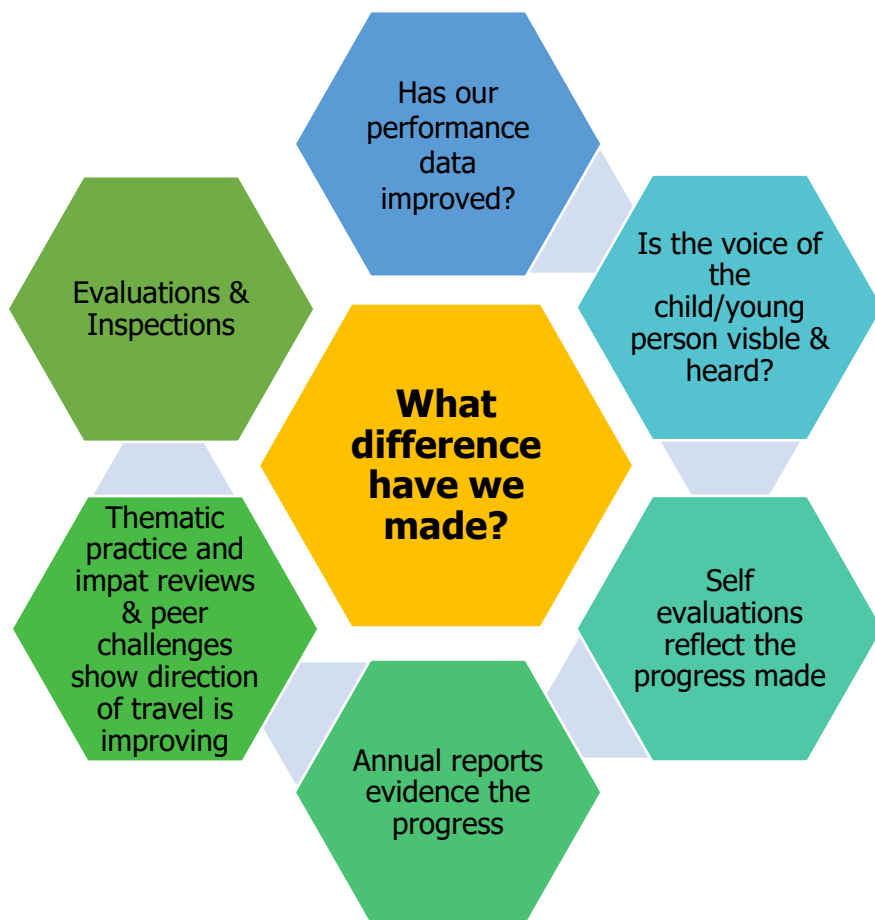 Has our
performance
data
improved?
Is the voice of
the
child/young
person visble &
heard?
Self
evaluations
reflect the
progress made
Annual reports
evidence the
progress
Thematic
practice and
impat reviews
& peer
challenges
show direction
of travel is
improving
Evaluations &
Inspections
What
difference
have we
made?